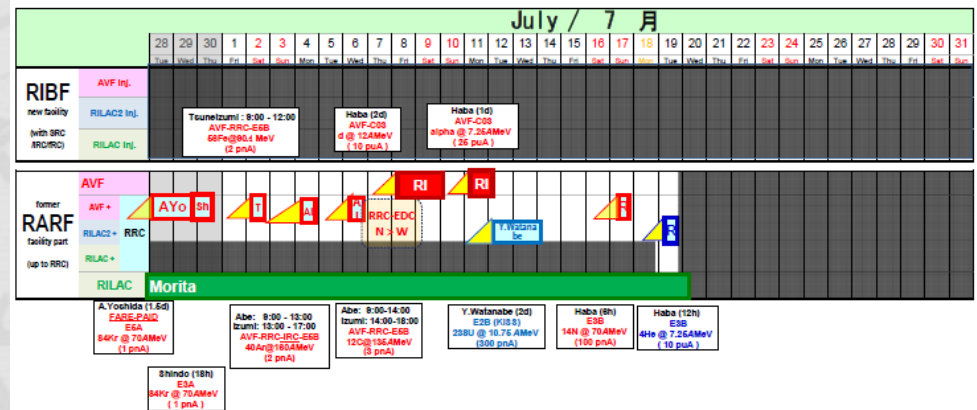 July / 7 月
28 29 30 1 2 3 4 5 6 7 8 9 10 11 12 13 14 15 16 17 18 19 20 21 22 23 24 25 26 27 28 29 30 31
Tue Wed Thu Fri Sat Sun Mon Tue Wed Thu Fri Sat Sun Mon Tue Wed Thu Fri Sat Sun Mon Tue Wed Thu Fri Sat Sun Mon Tue Wed Thu Fri Sat Sun
RIBF
new facility
(with SRC
/IRC/fRC)
AVF Inj.
RILAC2 Inj.
RILAC Inj.
Tsuneizumi : 9:00 - 12:00
AVF-RRC-E5B
56Fe@90.I MeV
(2 pnA)
Haba (2d)
AVF-C03
d @ 12AMeV
( 10 puA )
Haba (1d)
AVF-C03
alpha @ 7.25AMeV
( 25 puA )
former
RARF
facility part
(up to RRC)
AVF
AVF +
RILAC2 +
RRC
RILAC +
RILAC
AYo
Sh
T
RI
RI
RRC-EDC
N > W
Y.Watana
be
Morita
A.Yoshida (1.5d)
FARE-PAID
E5A
84Kr @ 70AMeV
(1 pnA)
Shindo (18h)
E3A
84Kr @ 70AMeV
( 1 pnA )
Abe: 9:00 - 13:00
Izumi: 13:00 - 17:00
AVF-RRC-IRC-E5B
40Ar@160AMeV
(2 pnA)
Abe: 9:00-14:00
Izumi: 14:00-18:00
AVF-RRC-E5B
12C@135AMeV
(3 pnA)
Y.Watanabe (2d)
E2B (KISS)
238U @ 10.75 AMeV
(300 pnA)
Haba (6h)
E3B
14N @ 70AMeV
(100 pnA)
Haba (12h)
E3B
4He @ 7.25AMeV
( 10 puA )